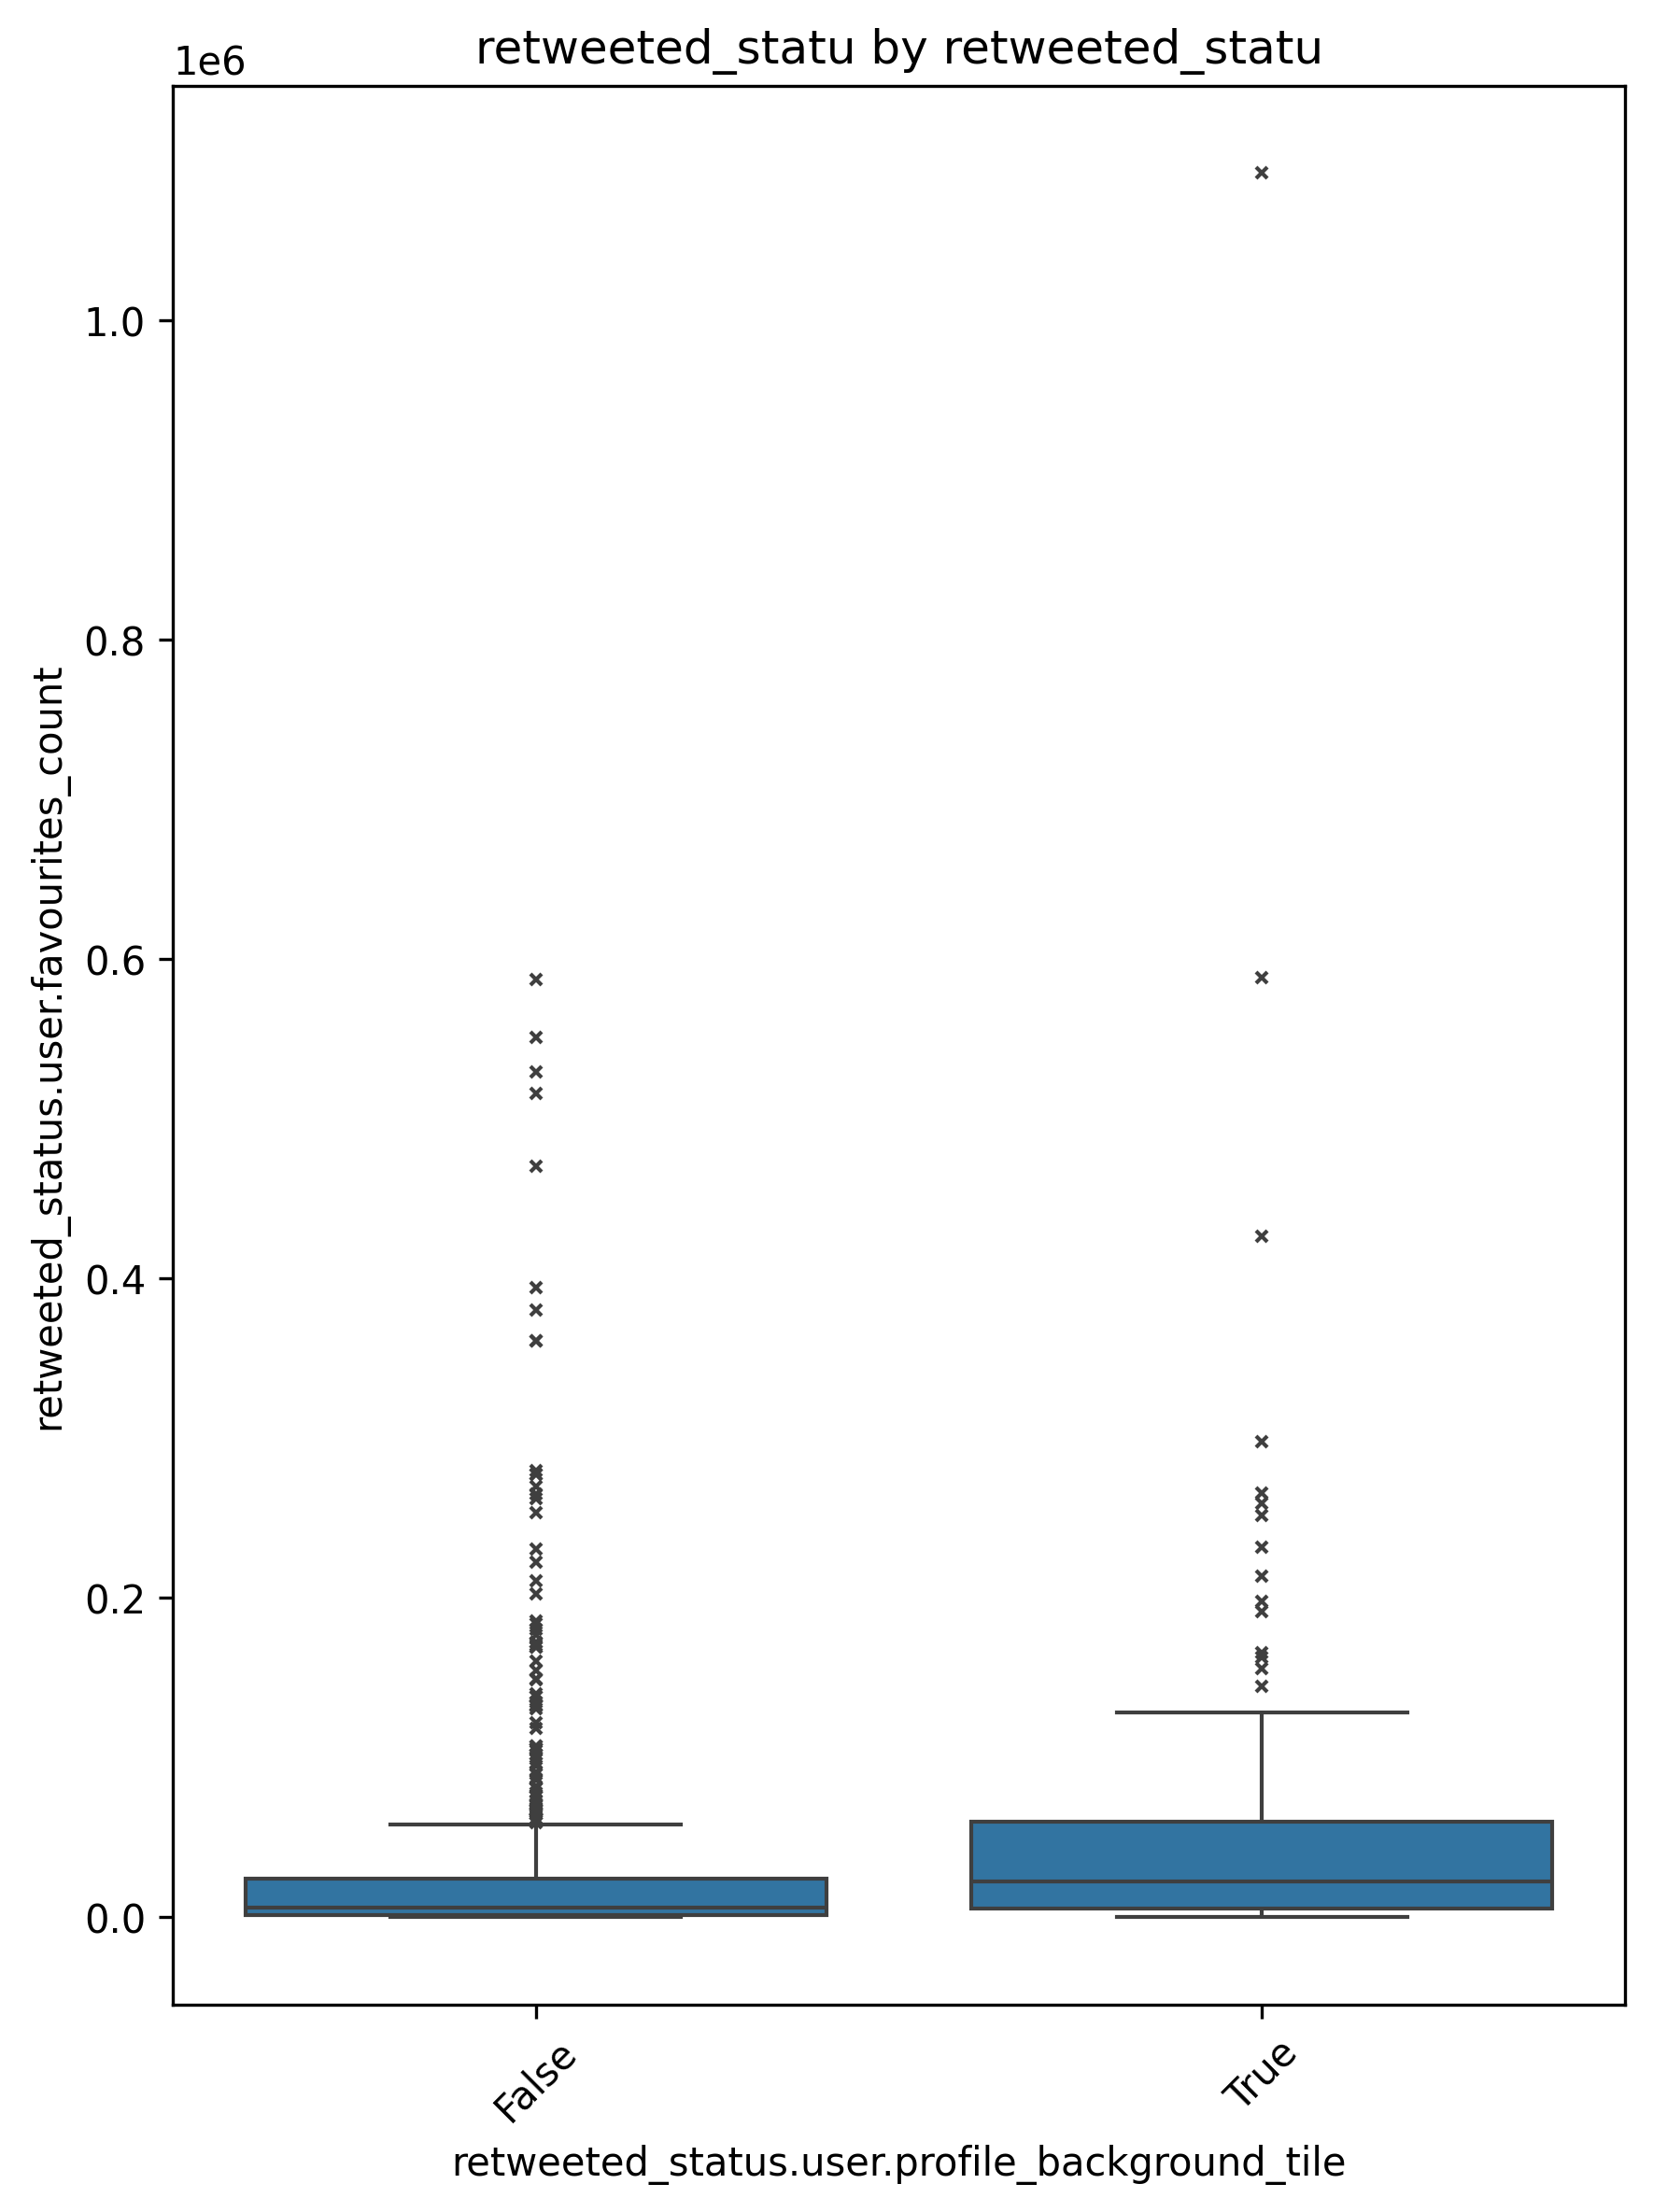 retweeted_statu by retweeted_statu
1e6
1.0
0.8
0.6
0.4
0.2
0.0
retweeted_status.user.favourites_count
False
True
retweeted_status.user.profile_background_tile